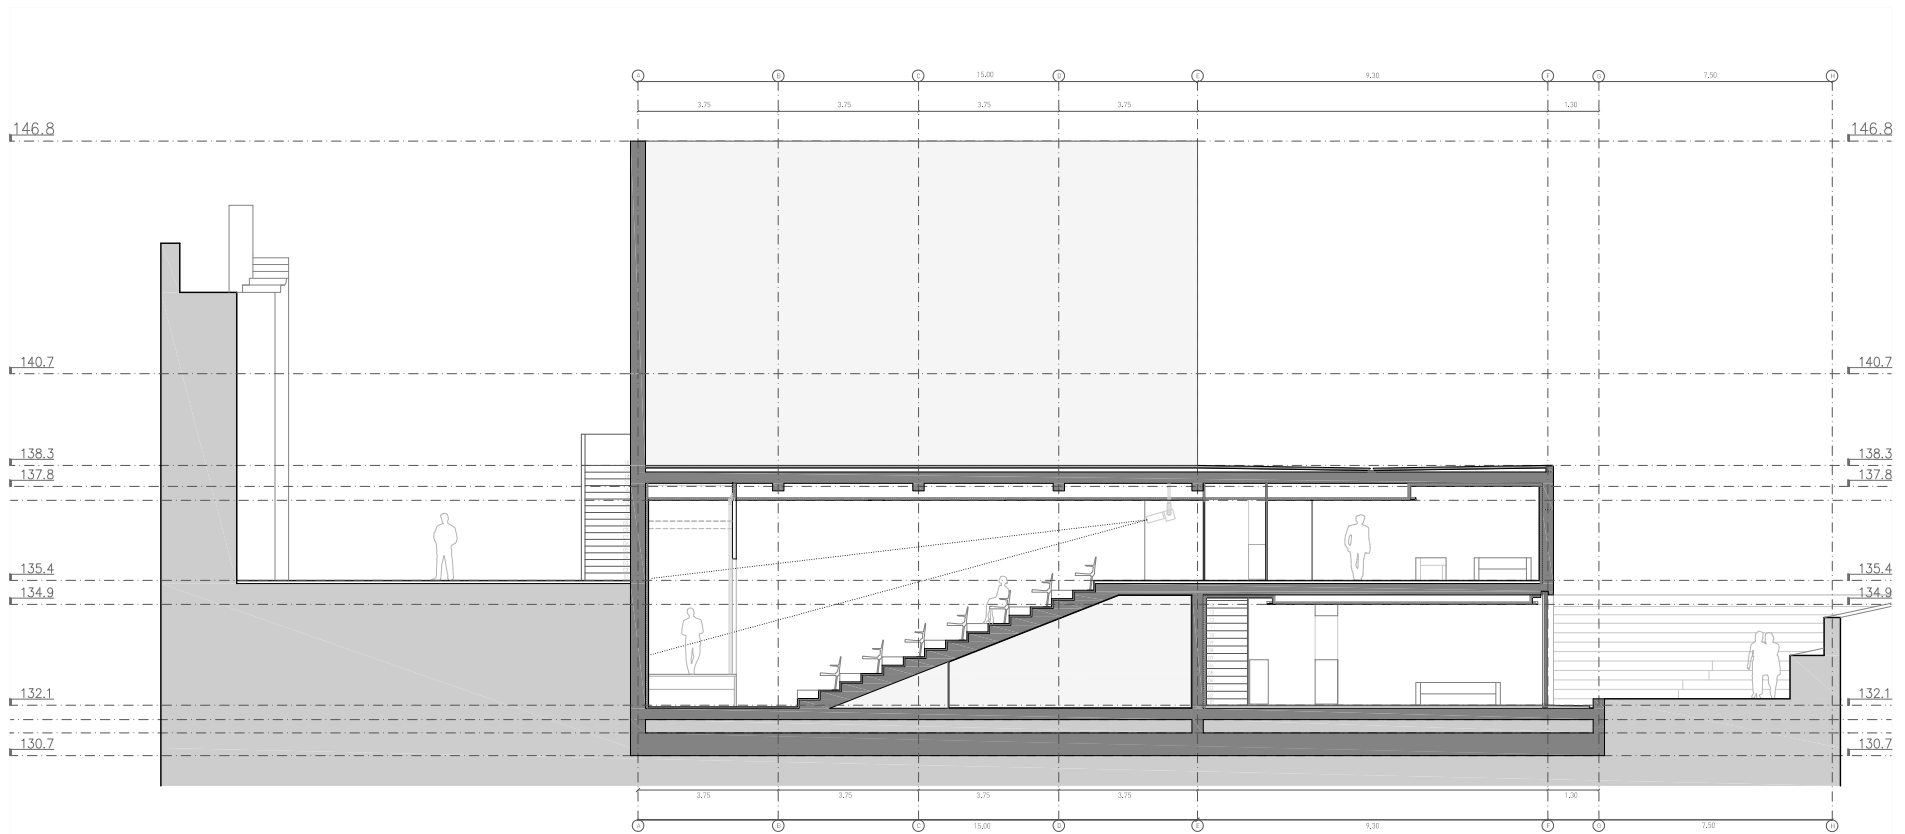 A B C 15.00 D E 9.30 F G 7.50 H
3.75 3.75 3.75 3.75 1.30
146.8 146.8
140.7 140.7
138.3 138.3
137.8 137.8
135.4 135.4
134.9 134.9
132.1 132.1
130.7 130.7
3.75 3.75 3.75 3.75 1.30
A B C 15.00 D E 9.30 F G 7.50 H